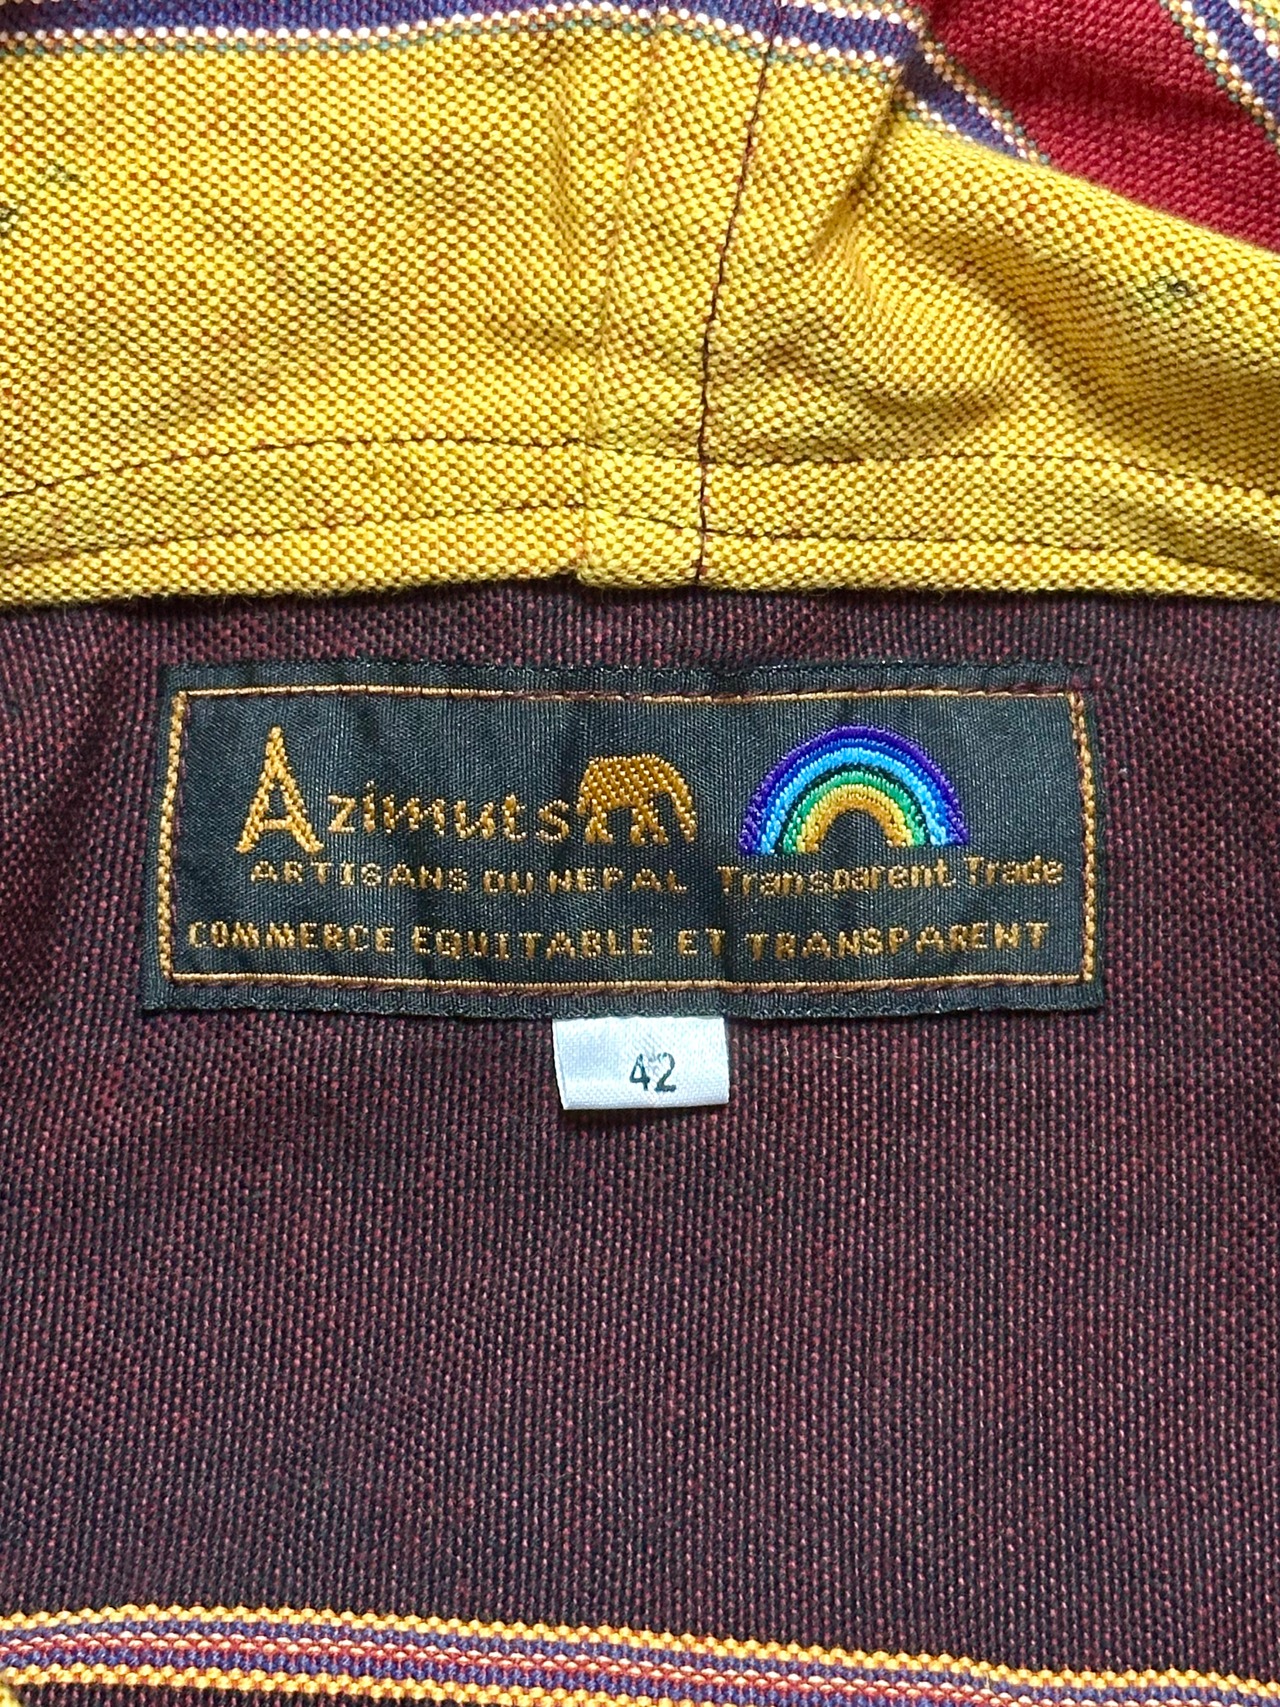 Azimuts
ARTISANS DU NEPAL
Transparent Trade
COMMERCE EQUITABLE ET TRANSPARENT
42